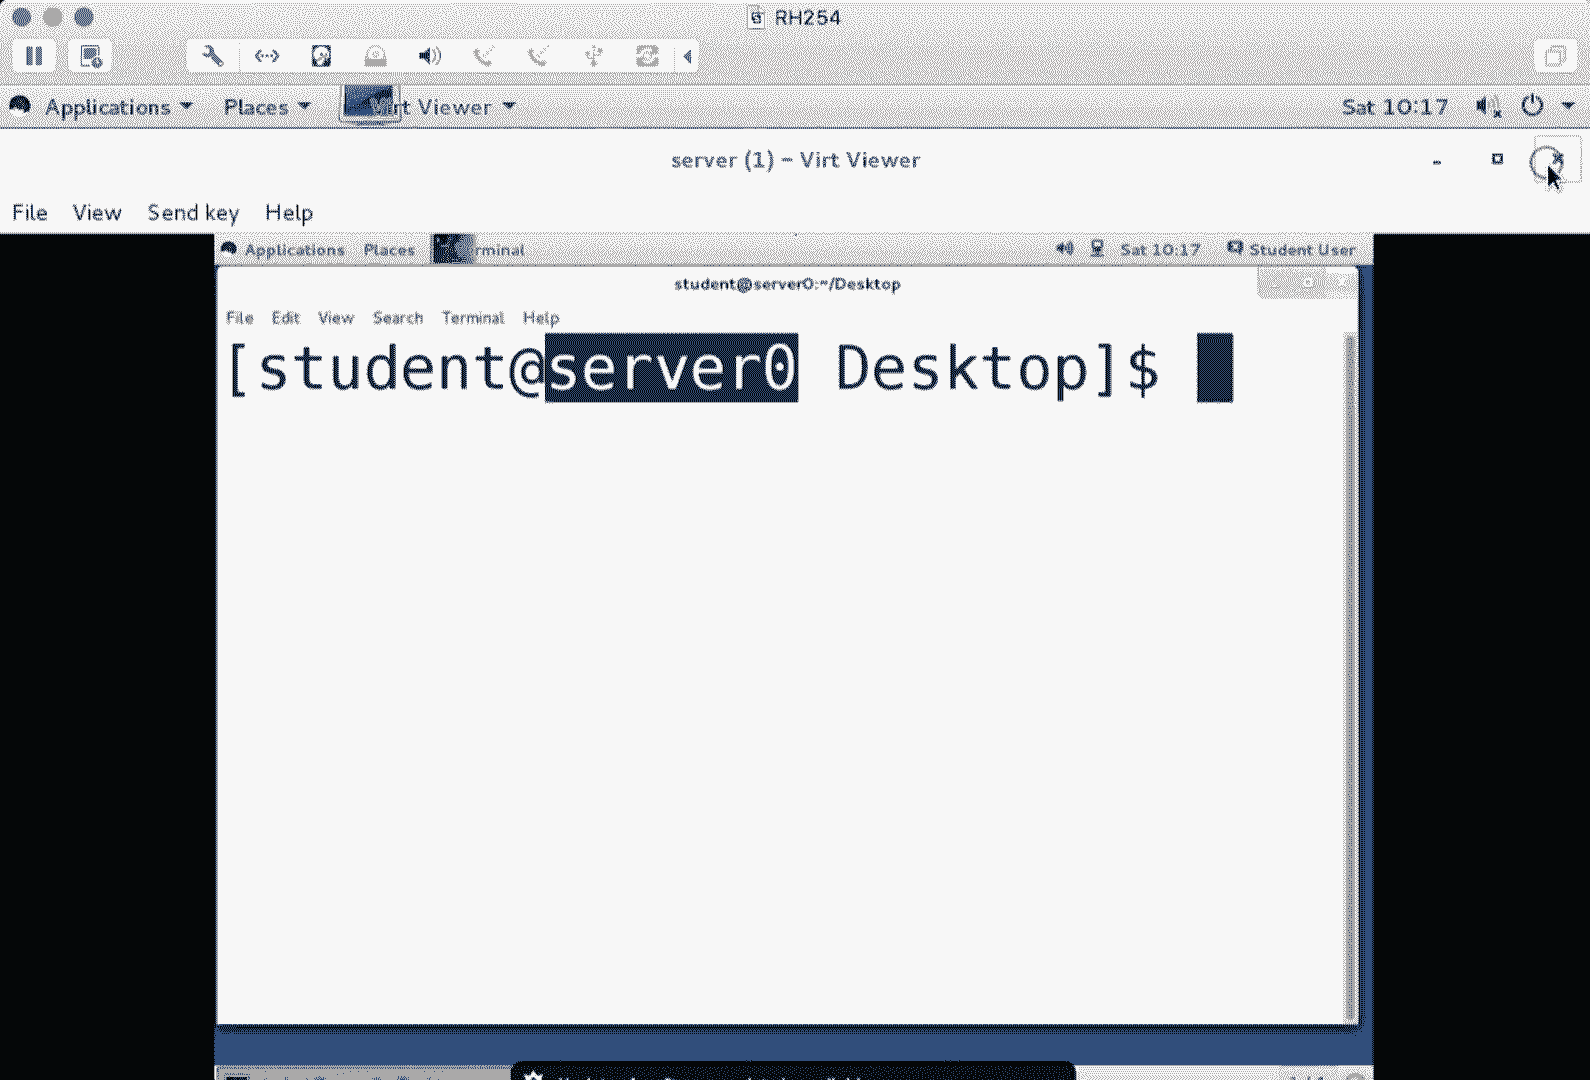 RH254
Applications Places Virt Viewer Sat 10:17
server (1) – Virt Viewer
File View Send key Help
Applications Places Terminal Sat 10:17 Student User
student@server0:~/Desktop
File Edit View Search Terminal Help
[student@server0 Desktop]$